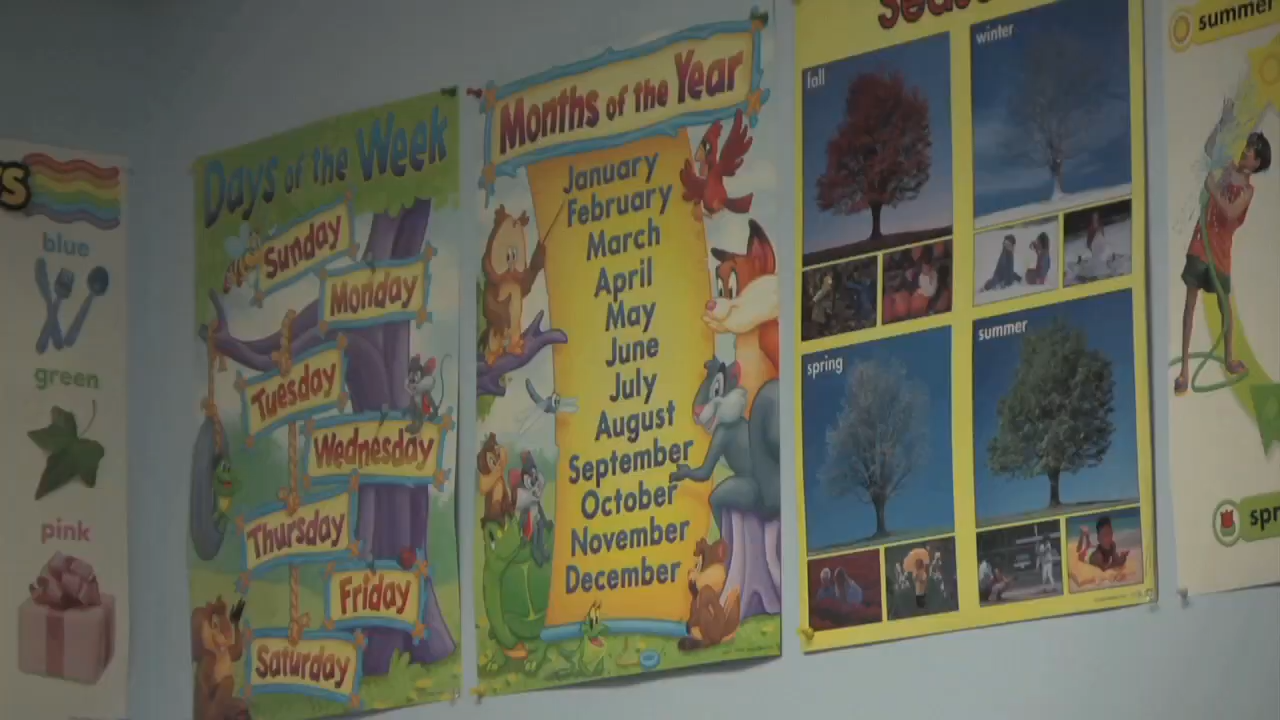 blue
green
pink
Days of the Week
Sunday
Monday
Tuesday
Wednesday
Thursday
Friday
Saturday
Months of the Year
January
February
March
April
May
June
July
August
September
October
November
December
fall
winter
spring
summer
summer